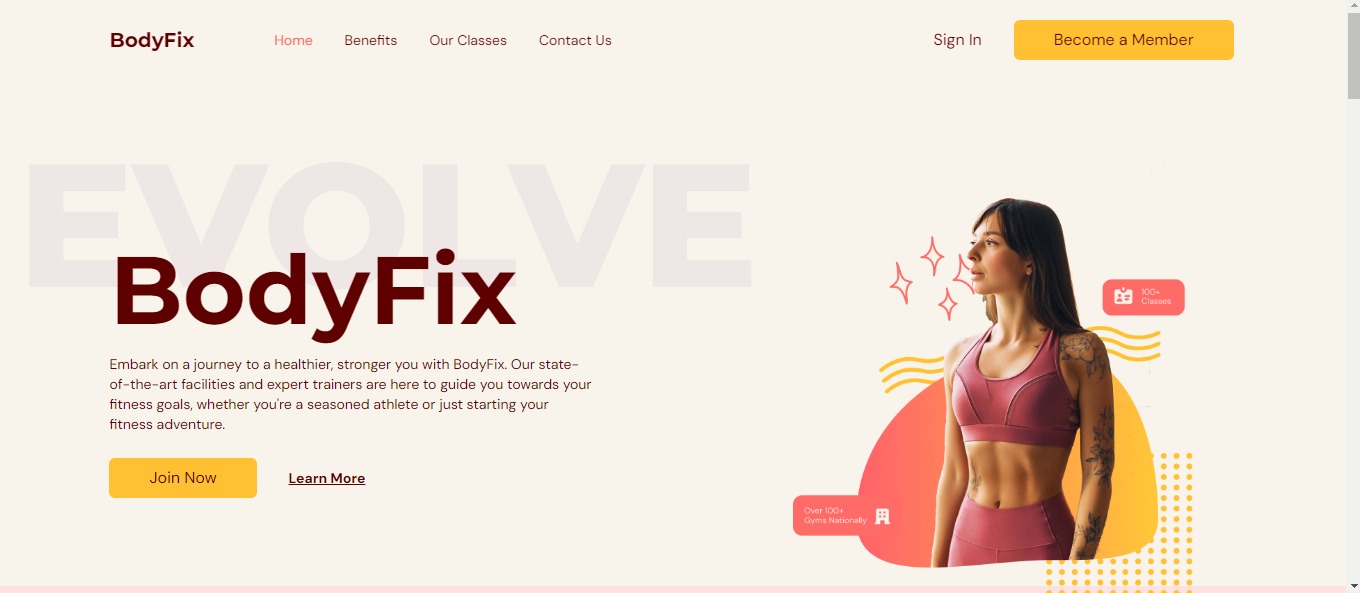 BodyFix
Home
Benefits
Our Classes
Contact Us
Sign In
Become a Member
EVOLVE
BodyFix
Embark on a journey to a healthier, stronger you with BodyFix. Our state-
of-the-art facilities and expert trainers are here to guide you towards your
fitness goals, whether you're a seasoned athlete or just starting your
fitness adventure.
Join Now
Learn More
100+
Classes
Over 100+
Gyms Nationally